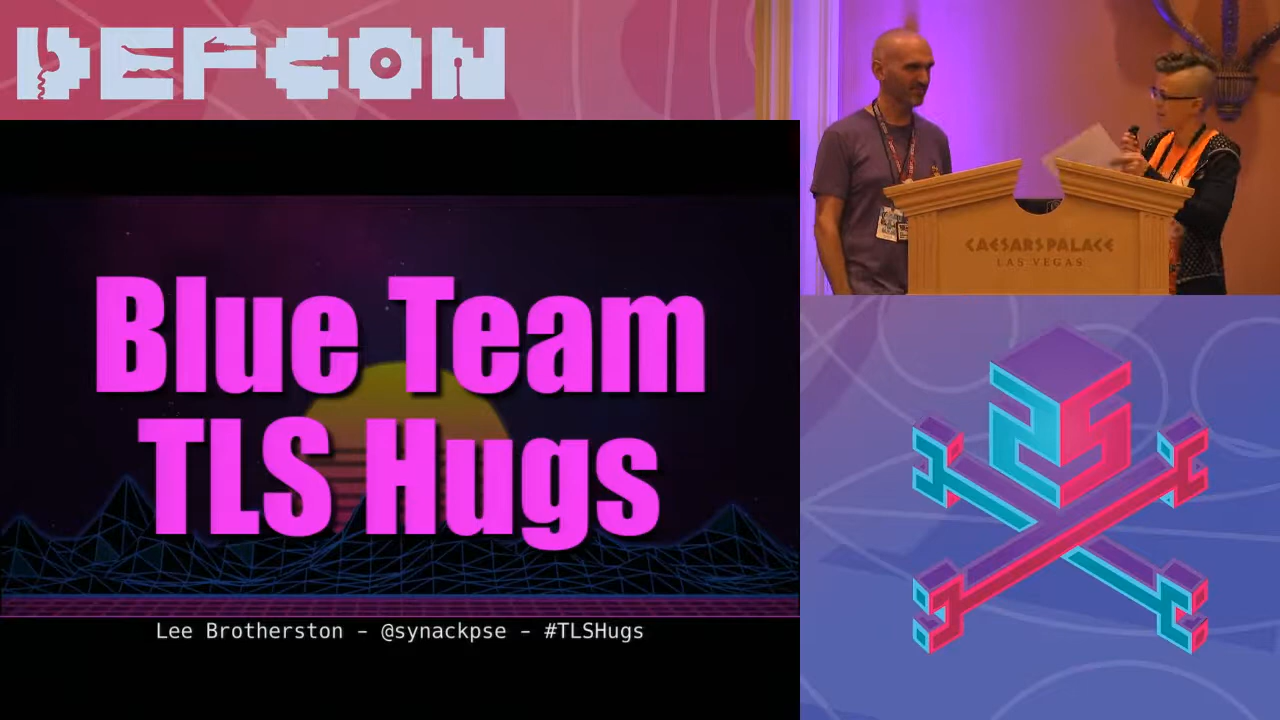 DEFCON
Blue Team
TLS Hugs
Lee Brotherston - @synackpse - #TLSHugs
CAESARS PALACE
LAS VEGAS